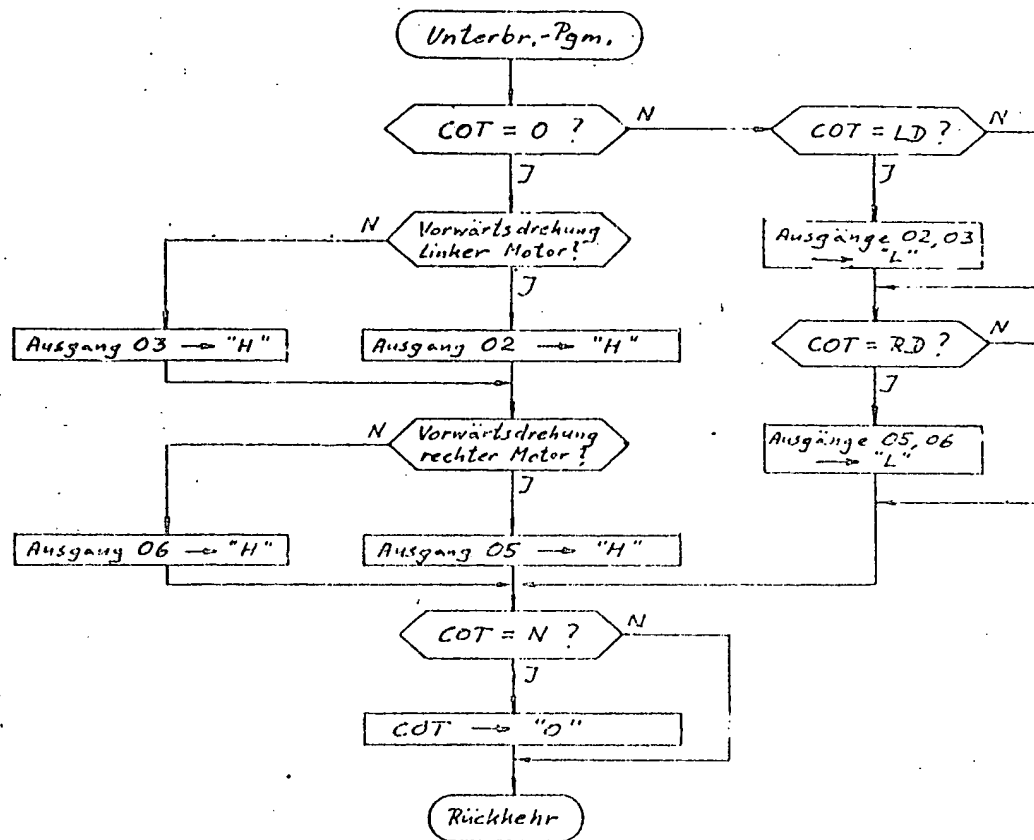 Unterbr.-Pgm.
COT = 0 ?
N
COT = LD ?
N
J
J
Vorwärtsdrehung
linker Motor?
N
Ausgänge 02, 03
→ "L"
J
Ausgang 03 → "H"
Ausgang 02 → "H"
COT = RD ?
N
J
Vorwärtsdrehung
rechter Motor?
N
Ausgänge 05, 06
→ "L"
J
Ausgang 06 → "H"
Ausgang 05 → "H"
COT = N ?
N
J
COT → "0"
Rückkehr